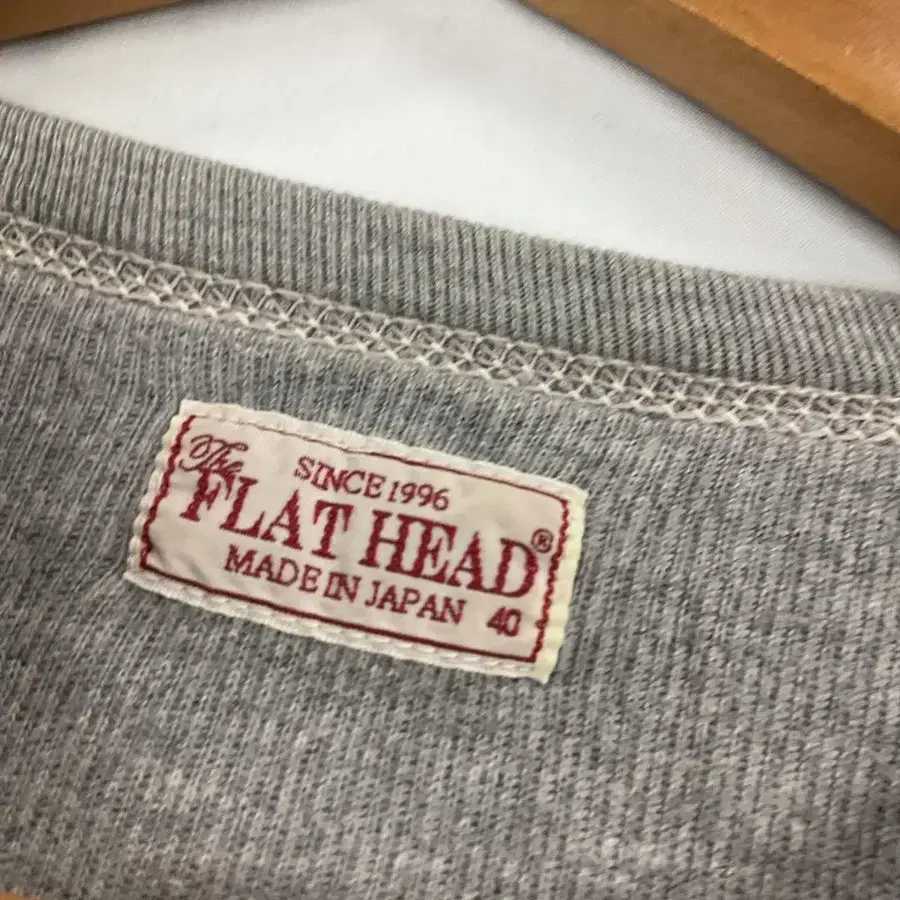 SINCE 1996
The
FLAT HEAD®
MADE IN JAPAN 40